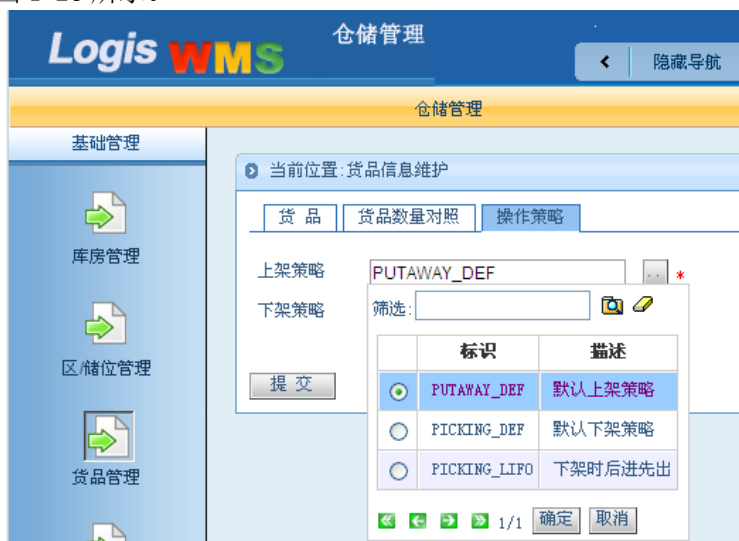 仓储管理
Logis WMS
隐藏导航
仓储管理
基础管理
当前位置:货品信息维护
货 品
货品数量对照
操作策略
库房管理
上架策略
PUTAWAY_DEF
..
*
下架策略
筛选:
标识
描述
区/储位管理
提 交
PUTAWAY_DEF
默认上架策略
PICKING_DEF
默认下架策略
货品管理
PICKING_LIFO
下架时后进先出
1/1
确定
取消